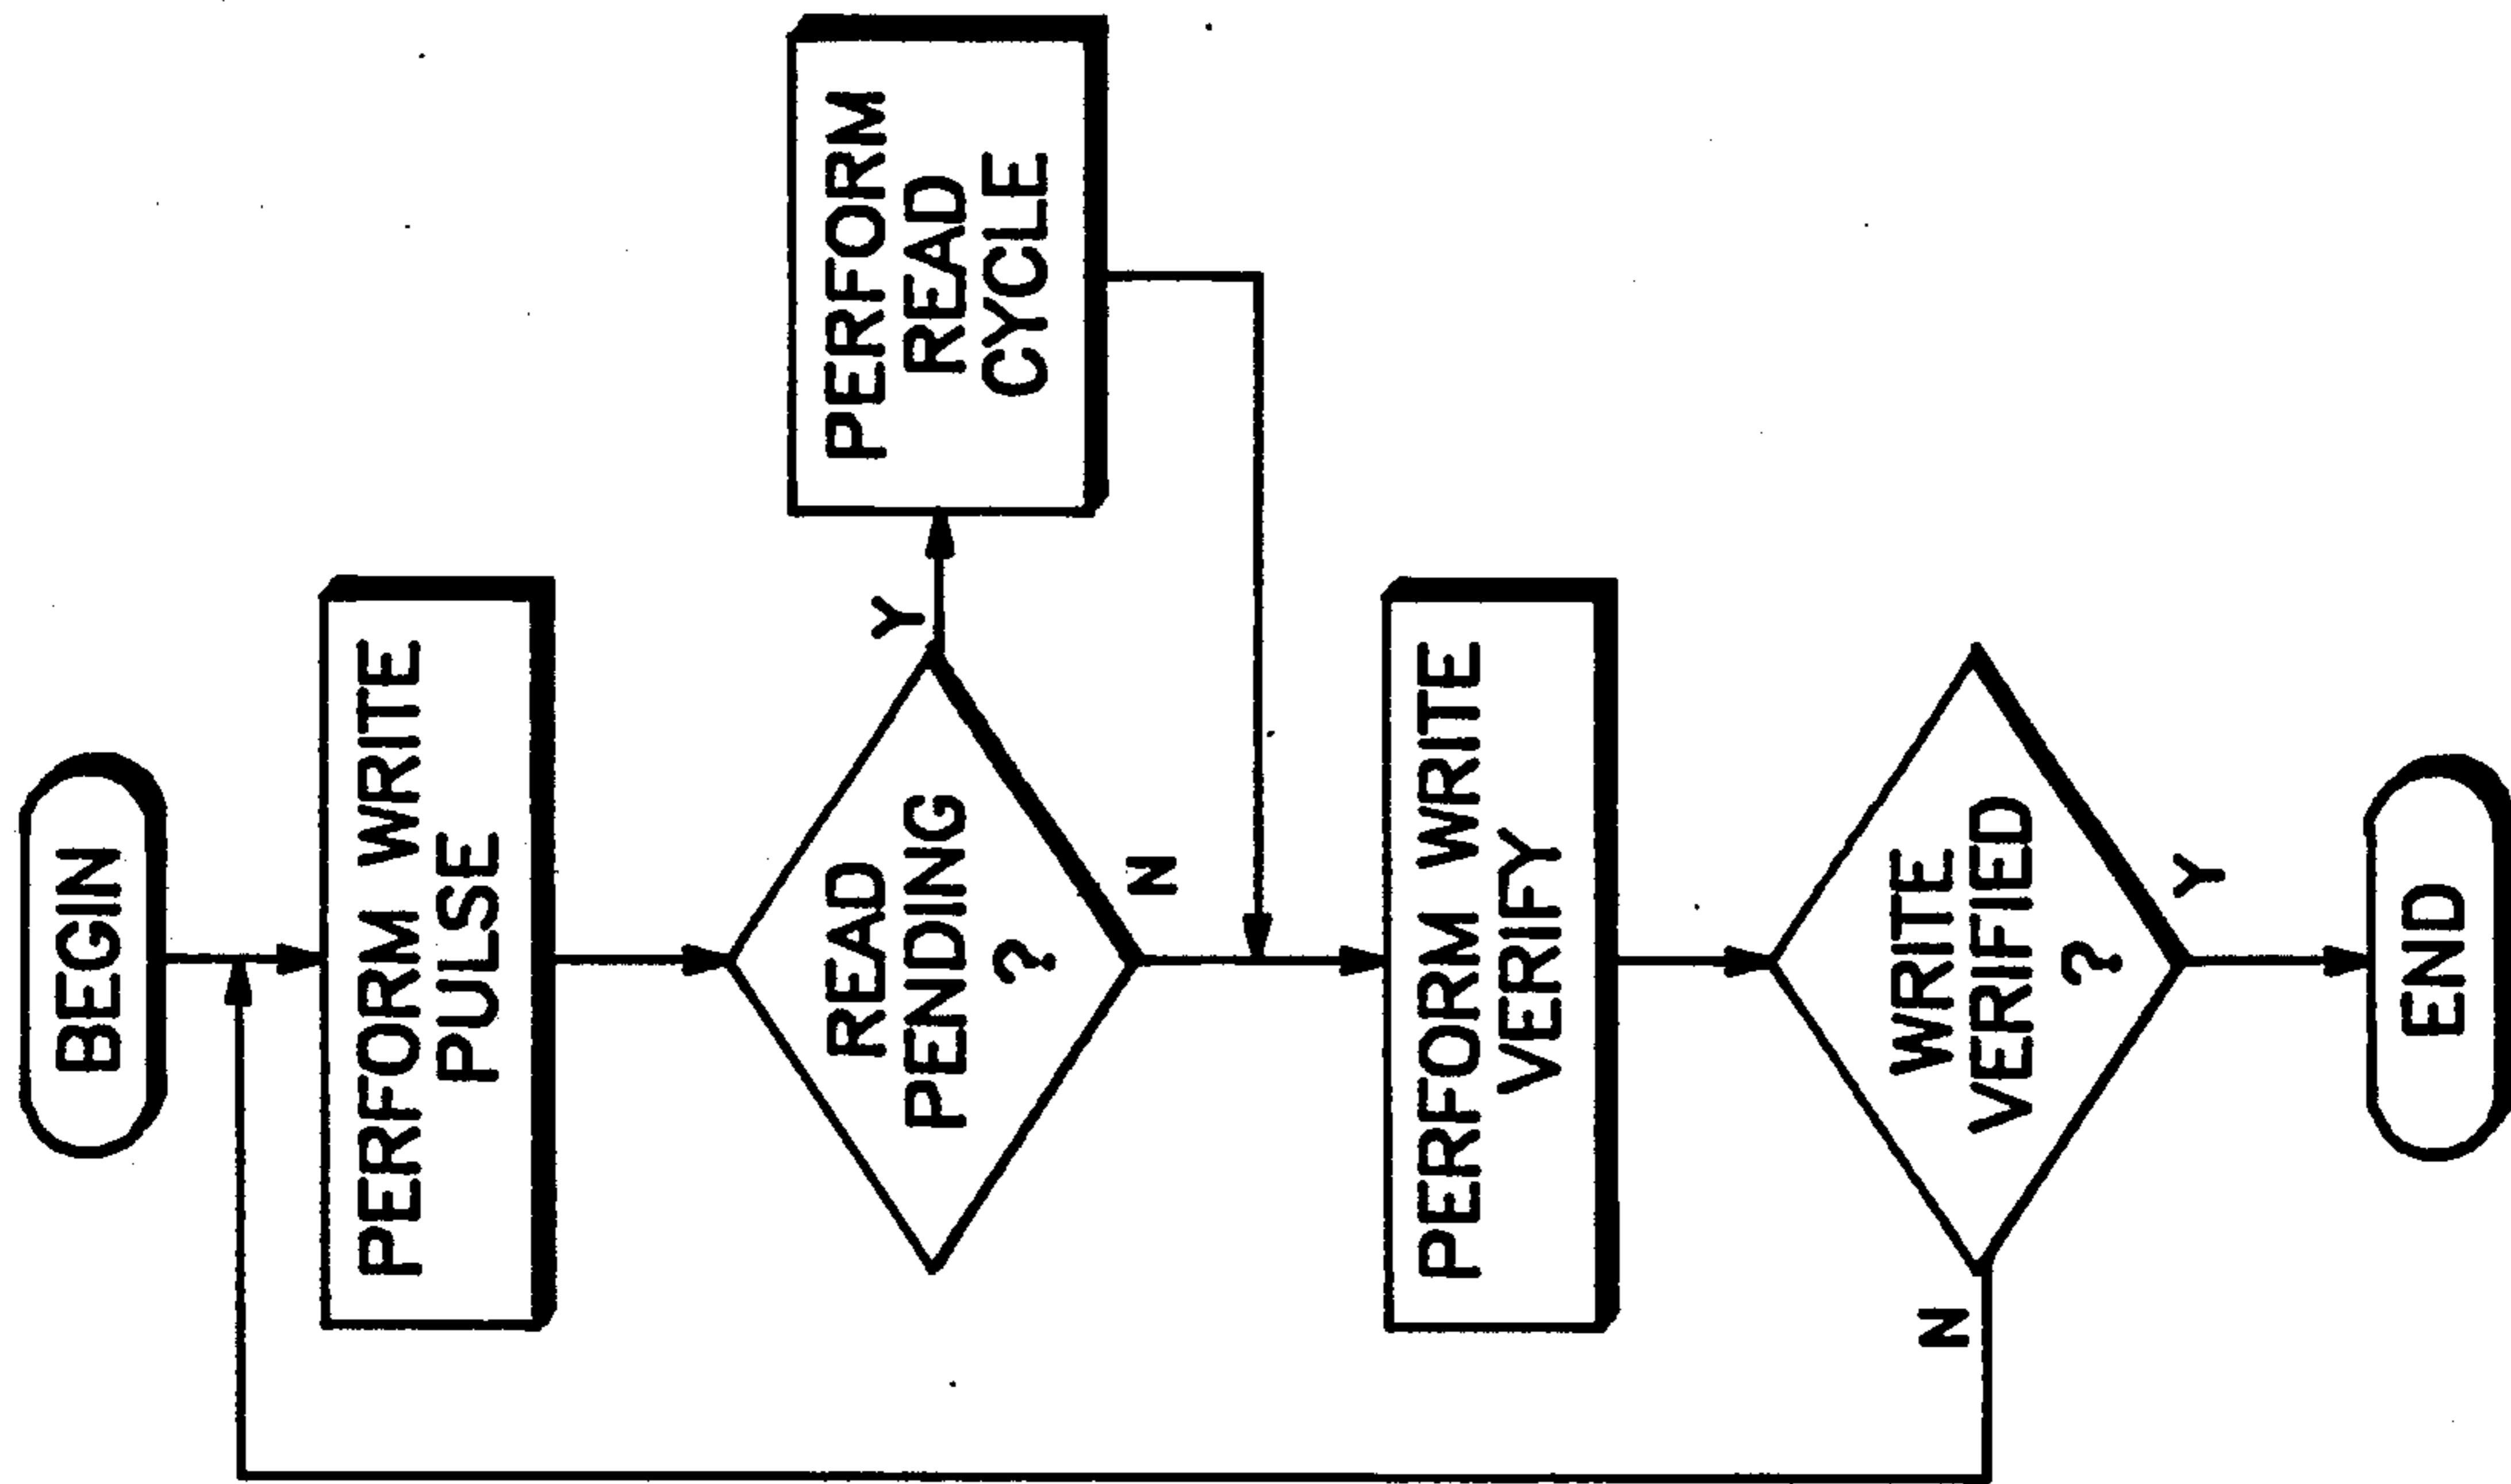 BEGIN
PERFORM WRITE
PULSE
READ
PENDING
?
Y
PERFORM
READ
CYCLE
N
PERFORM WRITE
VERIFY
WRITE
VERIFIED
?
N
Y
END